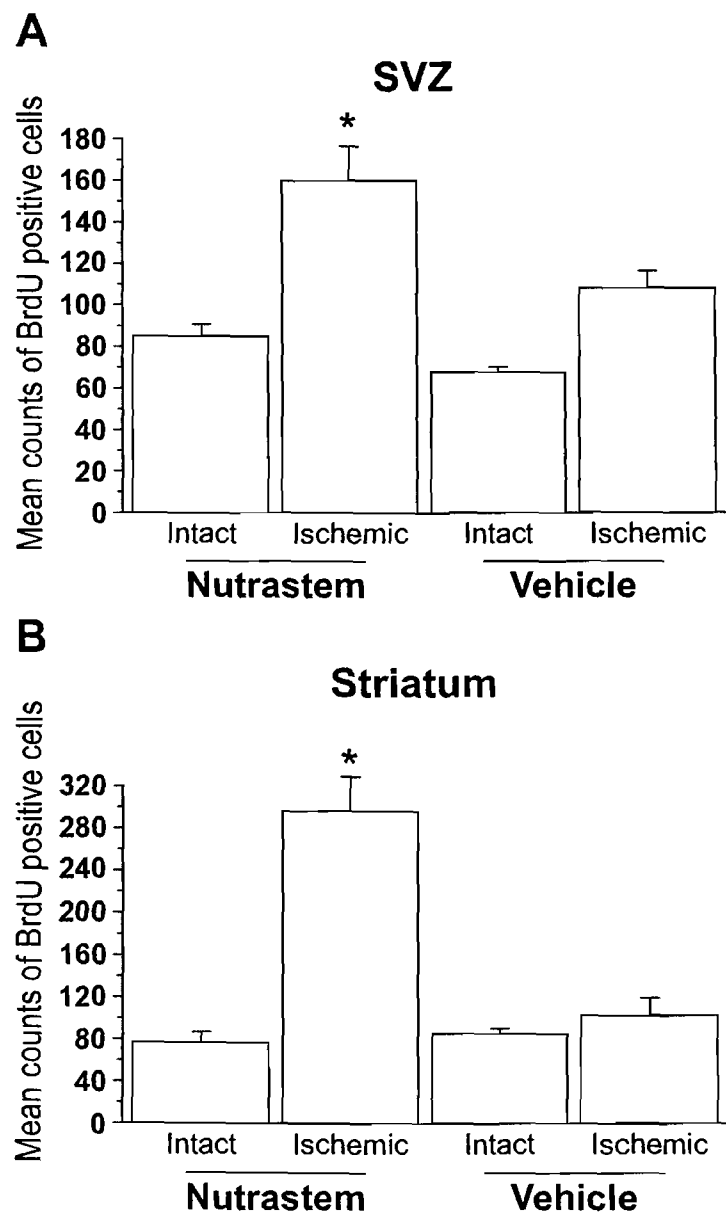 A
SVZ
Mean counts of BrdU positive cells
*
180
160
140
120
100
80
60
40
20
0
Intact Ischemic Intact Ischemic
Nutrastem Vehicle
B
Striatum
Mean counts of BrdU positive cells
*
320
280
240
200
160
120
80
40
0
Intact Ischemic Intact Ischemic
Nutrastem Vehicle